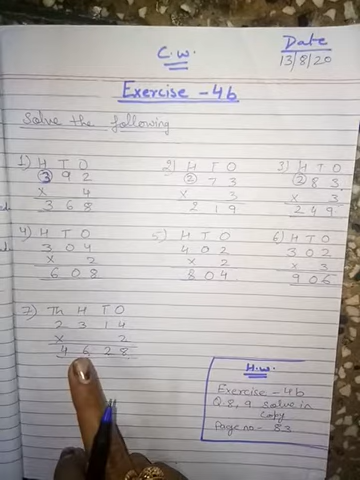 C.W.
Date
13/8/20
Exercise - 4b
Solve the following
1) H T O 2) H T O 3) H T O
3 9 2 2 7 3 2 8 3
x 4 x 3 x 3
3 6 8 2 1 9 2 4 9
4) H T O 5) H T O 6) H T O
3 0 4 4 0 2 3 0 2
x 2 x 2 x 3
6 0 8 8 0 4 9 0 6
7) Th H T O
2 3 1 4
x 2
4 6 2 8
H.W.
Exercise - 4b
Q 8, 9 solve in
copy
Page no - 83